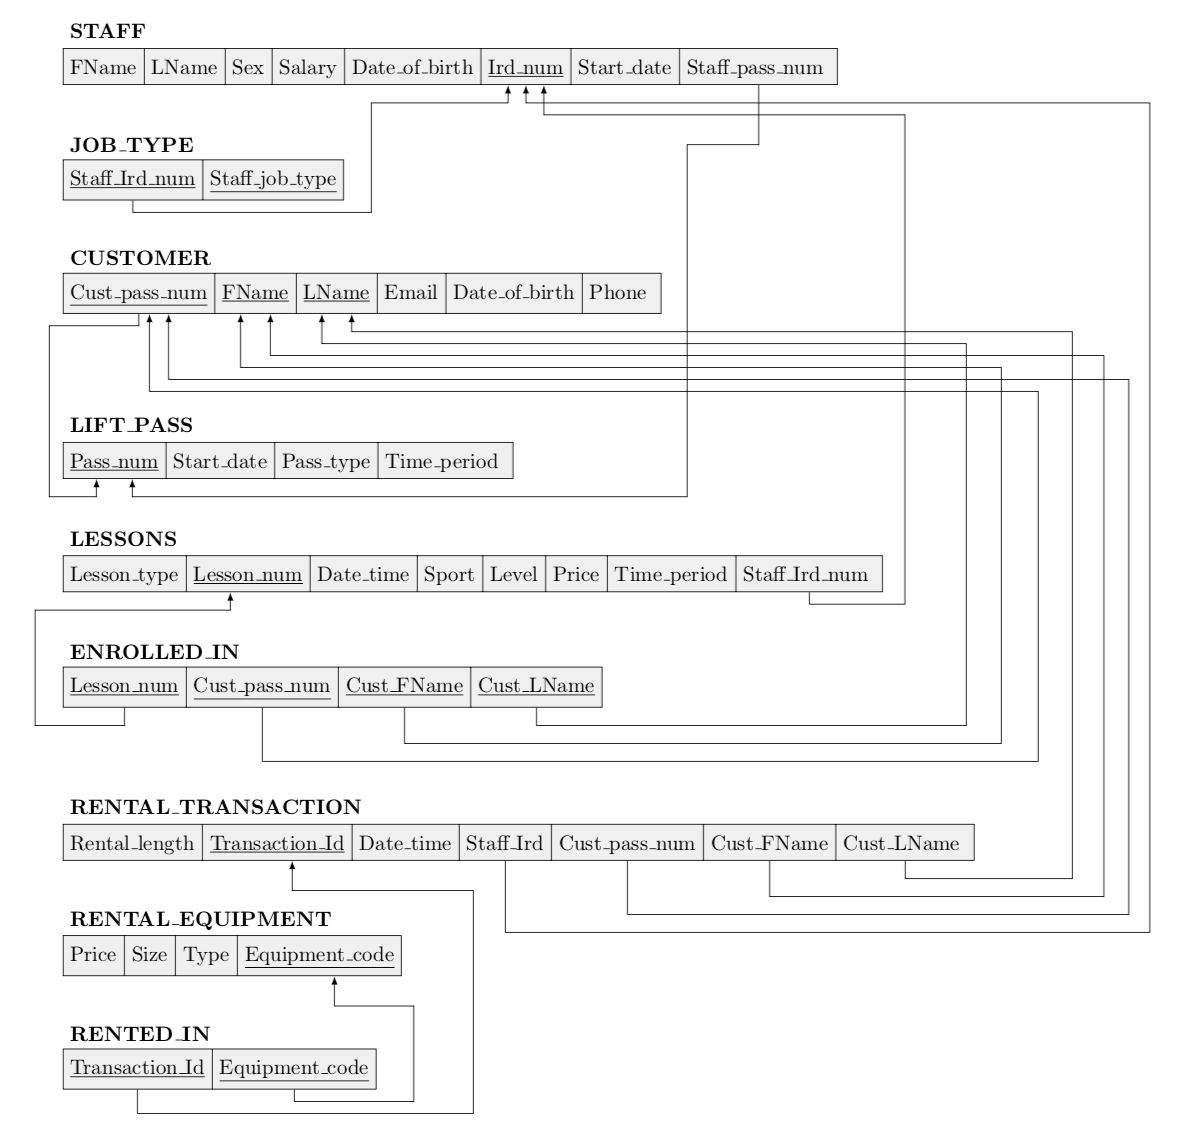 STAFF
FName LName Sex Salary Date_of_birth Ird_num Start_date Staff_pass_num
JOB_TYPE
Staff_Ird_num Staff_job_type
CUSTOMER
Cust_pass_num FName LName Email Date_of_birth Phone
LIFT_PASS
Pass_num Start_date Pass_type Time_period
LESSONS
Lesson_type Lesson_num Date_time Sport Level Price Time_period Staff_Ird_num
ENROLLED_IN
Lesson_num Cust_pass_num Cust_FName Cust_LName
RENTAL_TRANSACTION
Rental_length Transaction_Id Date_time Staff_Ird Cust_pass_num Cust_FName Cust_LName
RENTAL_EQUIPMENT
Price Size Type Equipment_code
RENTED_IN
Transaction_Id Equipment_code